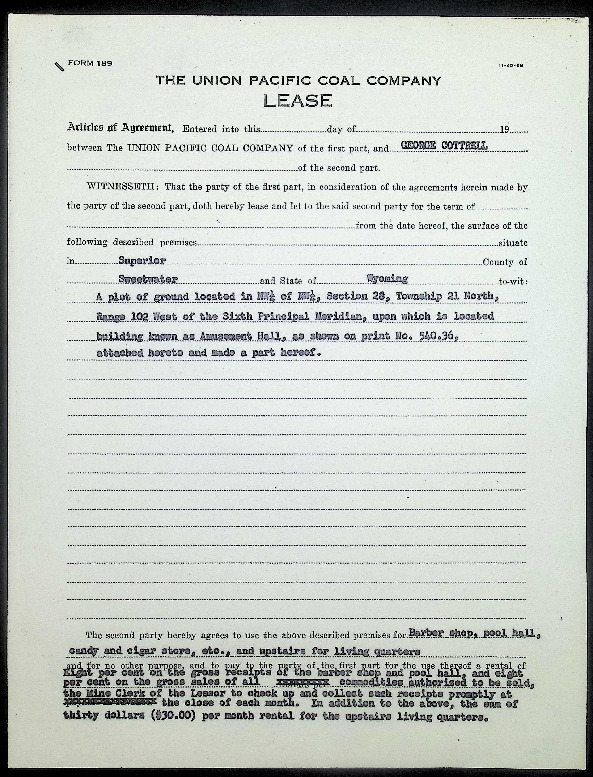 FORM 189
THE UNION PACIFIC COAL COMPANY
LEASE
Articles of Agreement, Entered into this day of 19
between The UNION PACIFIC COAL COMPANY of the first part, and GEORGE COTTRELL
of the second part.
WITNESSETH: That the party of the first part, in consideration of the agreements herein made by
the party of the second part, doth hereby lease and let to the said second party for the term of
from the date hereof, the surface of the
following described premises situate
in Superior County of
Sweetwater and State of Wyoming to-wit:
A plot of ground located in NW¼ of NW¼, Section 28, Township 21 North,
Range 102 West of the Sixth Principal Meridian, upon which is located
building known as Amusement Hall, as shown on print No. 540.36,
attached hereto and made a part hereof.
The second party hereby agrees to use the above described premises for Barber shop, pool hall,
candy and cigar store, etc., and upstairs for living quarters
and for no other purpose, and to pay to the party of the first part for the use thereof a rental of
Eight per cent on the gross receipts of the barber shop and pool hall, and eight
per cent on the gross sales of all commodities authorized to be sold,
the Mine Clerk of the Lessor to check up and collect such receipts promptly at
the close of each month. In addition to the above, the sum of
thirty dollars ($30.00) per month rental for the upstairs living quarters.